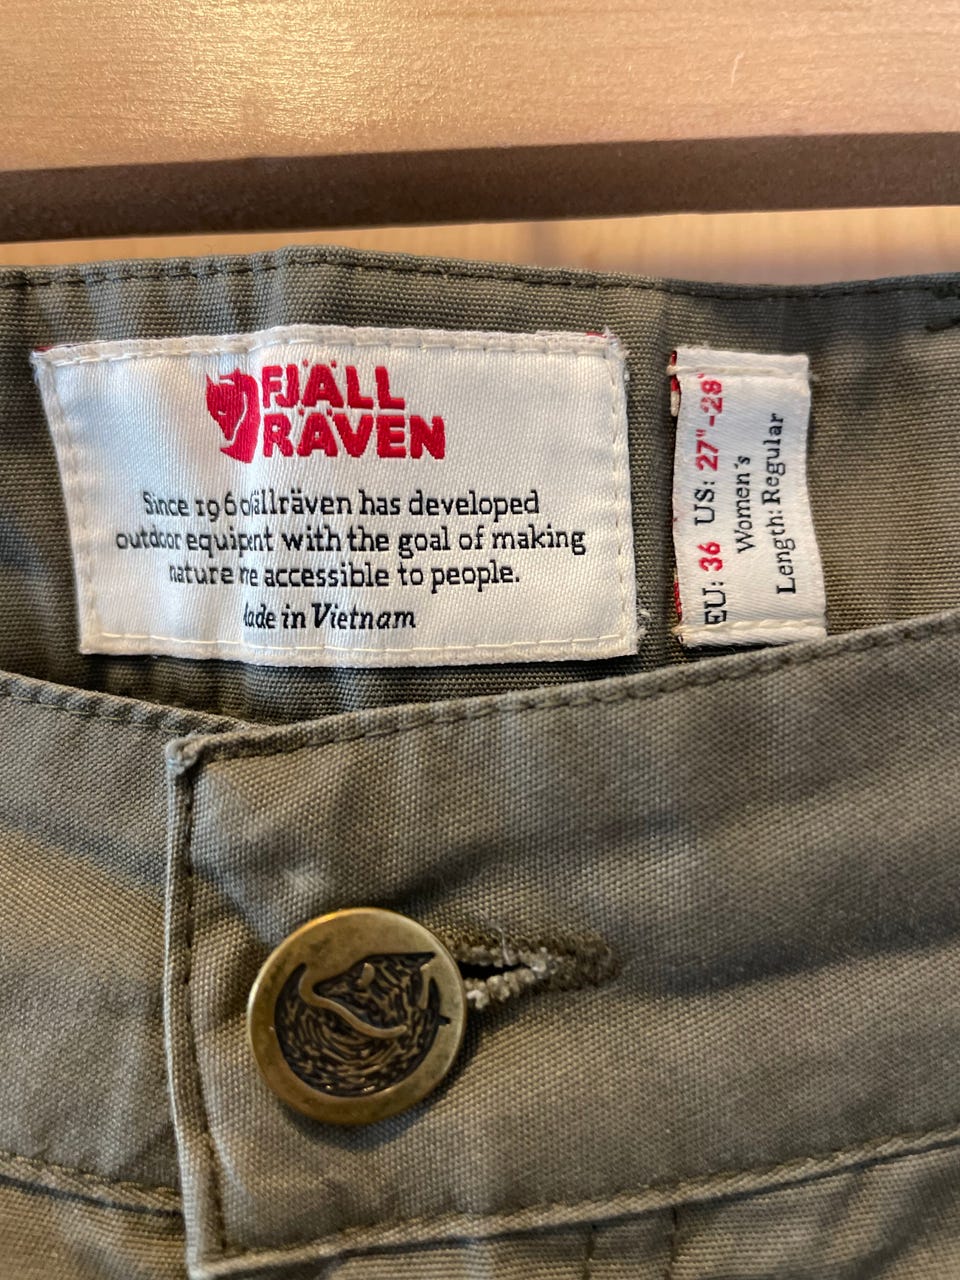 FJÄLL
RÄVEN
Since 1960 has developed
outdoor with the goal of making
nature accessible to people.
in Vietnam
EU: 36 US: 27"-28"
Women's
Length: Regular